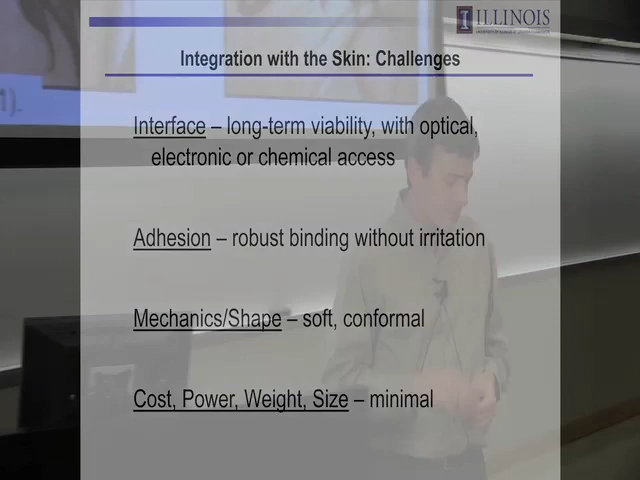 ILLINOIS
Integration with the Skin: Challenges
Interface – long-term viability, with optical,
electronic or chemical access
1).
Adhesion – robust binding without irritation
Mechanics/Shape – soft, conformal
Cost, Power, Weight, Size – minimal